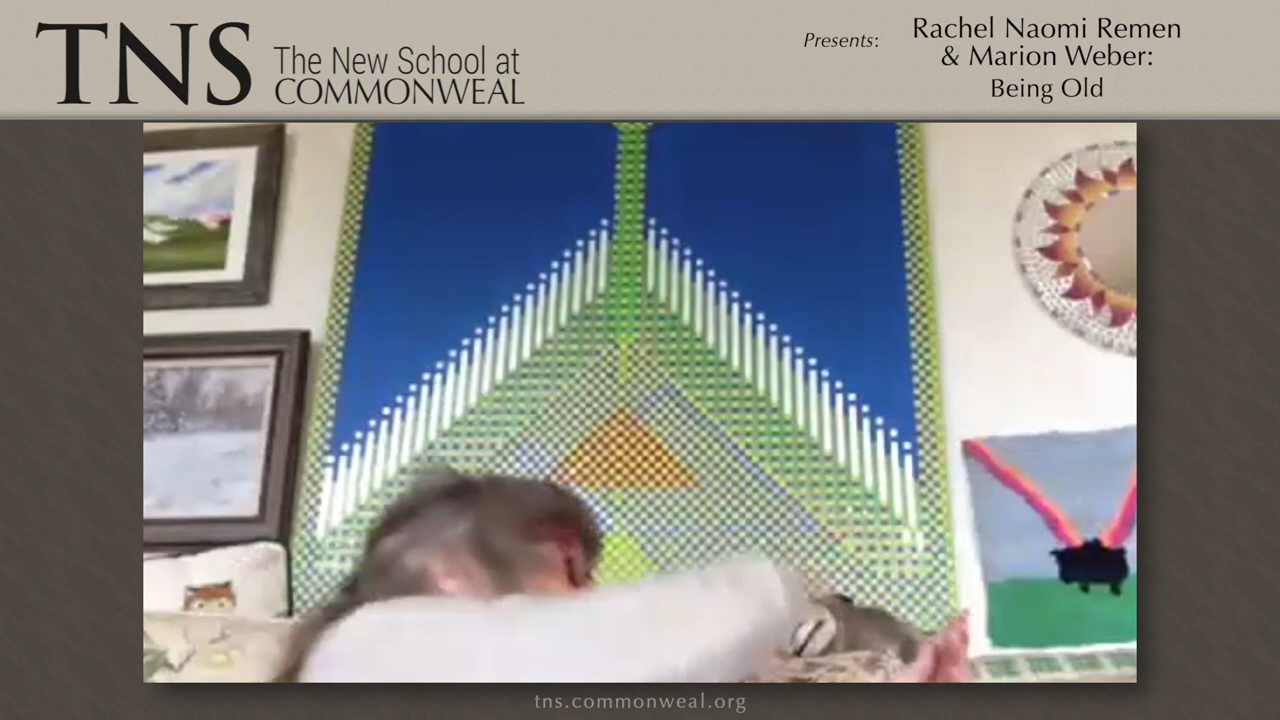 TNS
The New School at
COMMONWEAL
Presents:
Rachel Naomi Remen
& Marion Weber:
Being Old
tns.commonweal.org